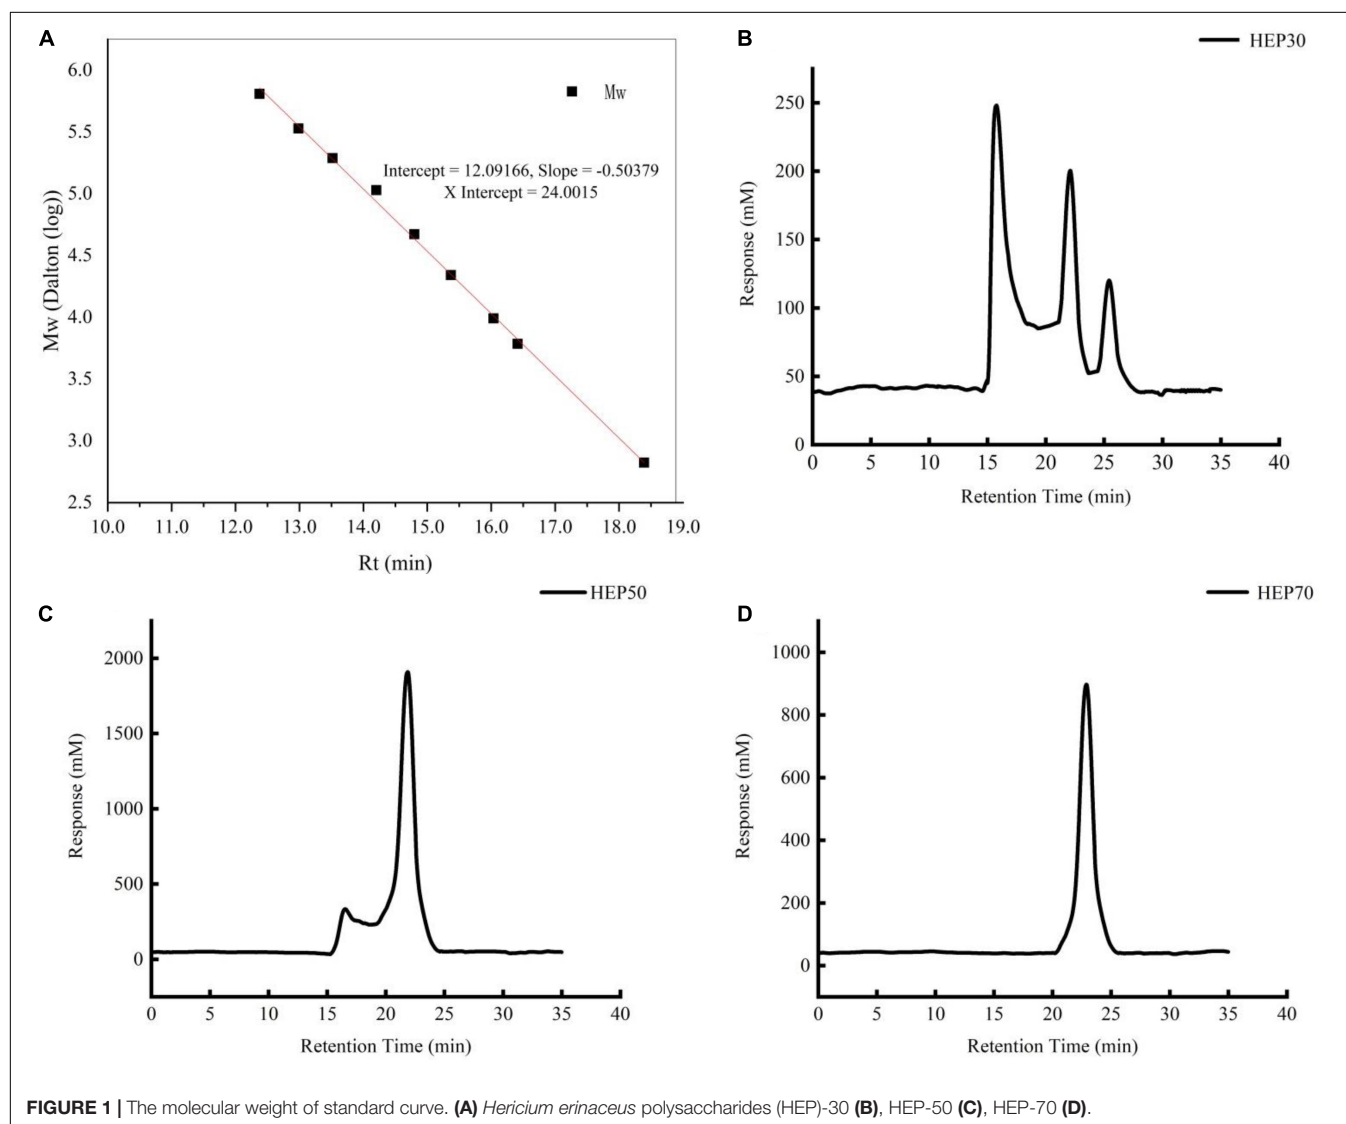 A
6.0
5.5
5.0
4.5
4.0
3.5
3.0
2.5
Mw (Dalton (log))
Mw
Intercept = 12.09166, Slope = -0.50379
X Intercept = 24.0015
10.0 11.0 12.0 13.0 14.0 15.0 16.0 17.0 18.0 19.0
Rt (min)
B
HEP30
250
200
150
100
50
0
Response (mM)
0 5 10 15 20 25 30 35 40
Retention Time (min)
C
HEP50
2000
1500
1000
500
0
Response (mM)
0 5 10 15 20 25 30 35 40
Retention Time (min)
D
HEP70
1000
800
600
400
200
0
Response (mM)
0 5 10 15 20 25 30 35 40
Retention Time (min)
FIGURE 1 | The molecular weight of standard curve. (A) Hericium erinaceus polysaccharides (HEP)-30 (B), HEP-50 (C), HEP-70 (D).